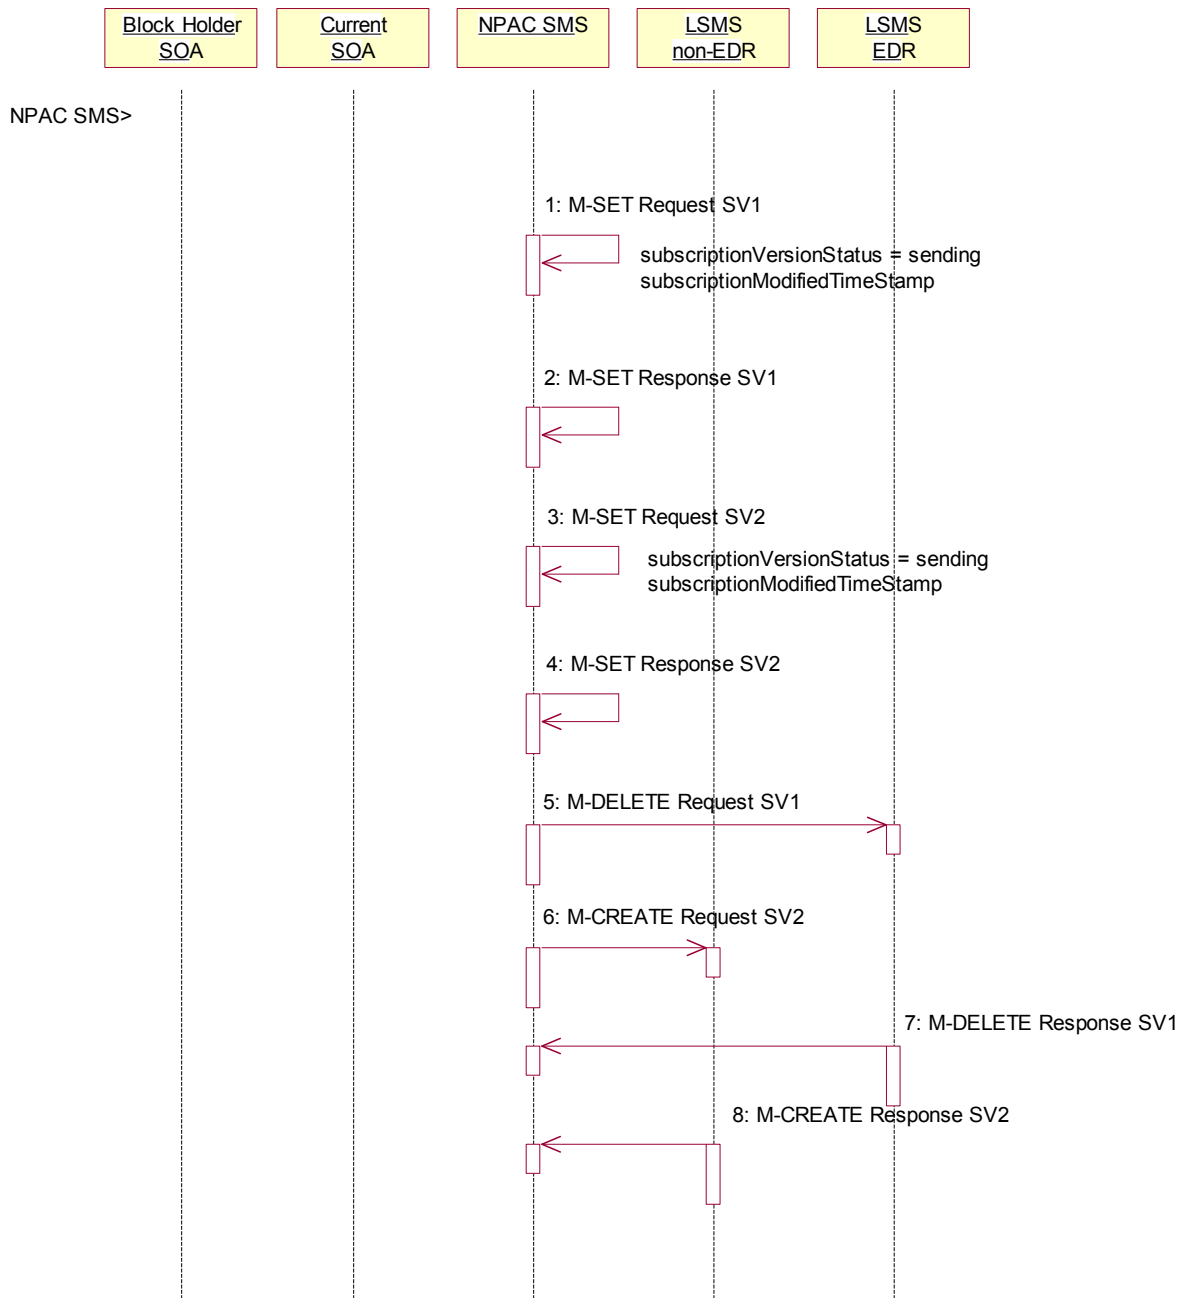 Block Holder
SOA
Current
SOA
NPAC SMS
LSMS
non-EDR
LSMS
EDR
NPAC SMS>
1: M-SET Request SV1
subscriptionVersionStatus = sending
subscriptionModifiedTimeStamp
2: M-SET Response SV1
3: M-SET Request SV2
subscriptionVersionStatus = sending
subscriptionModifiedTimeStamp
4: M-SET Response SV2
5: M-DELETE Request SV1
6: M-CREATE Request SV2
7: M-DELETE Response SV1
8: M-CREATE Response SV2